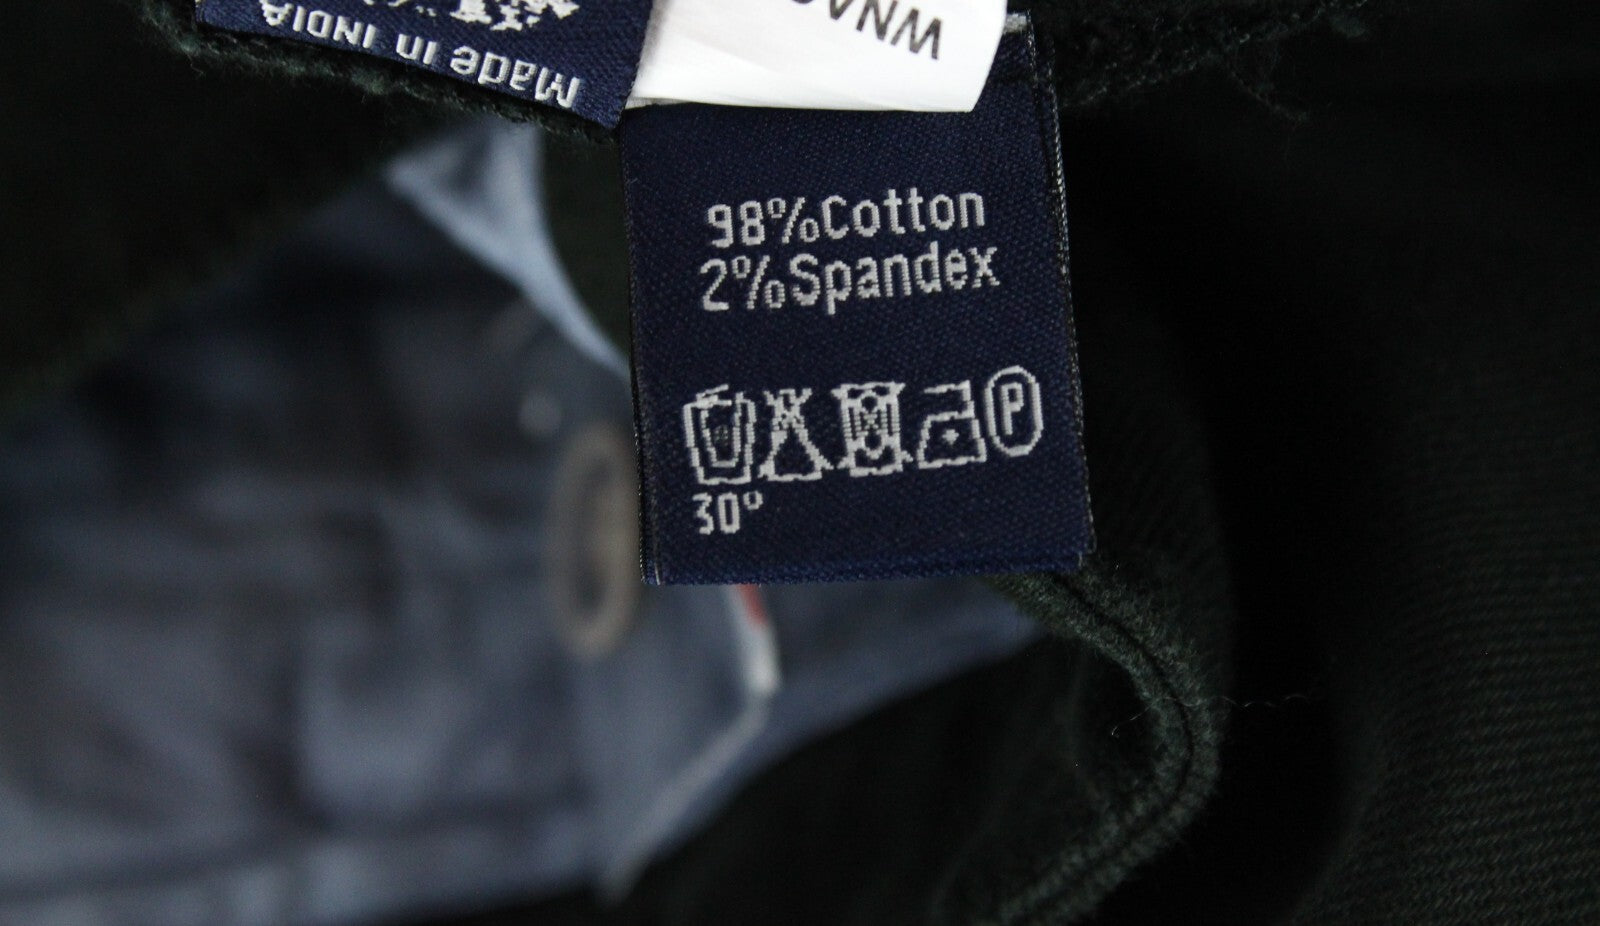 Made in INDIA
98%Cotton
2%Spandex
P
30°